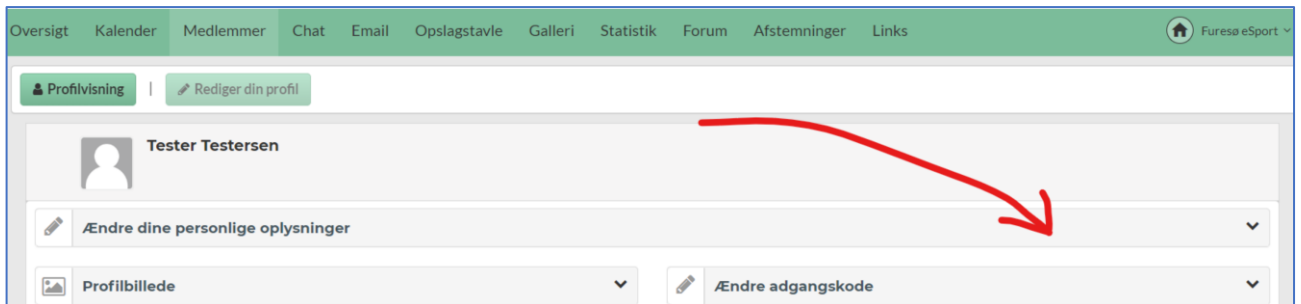 Oversigt Kalender Medlemmer Chat Email Opslagstavle Galleri Statistik Forum Afstemninger Links Furesø eSport
Profilvisning | Rediger din profil
Tester Testersen
Ændre dine personlige oplysninger
Profilbillede Ændre adgangskode